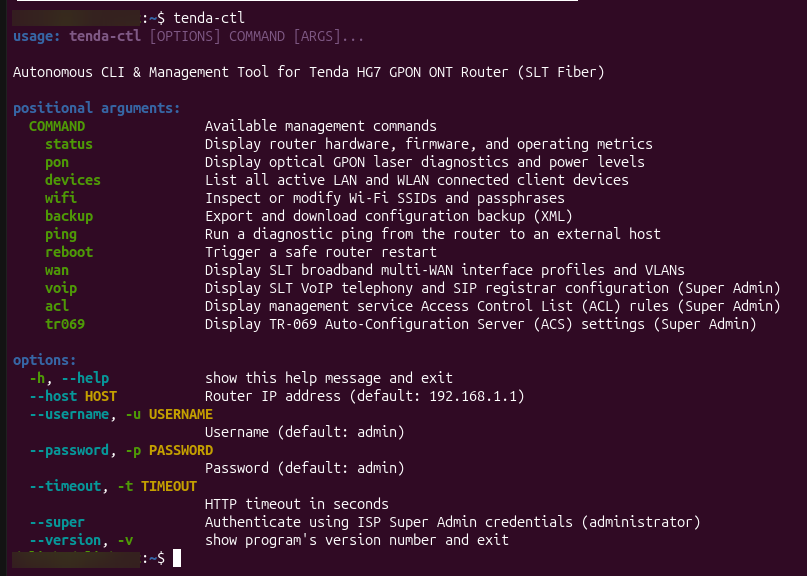 :~$ tenda-ctl
usage: tenda-ctl [OPTIONS] COMMAND [ARGS]...
Autonomous CLI & Management Tool for Tenda HG7 GPON ONT Router (SLT Fiber)
positional arguments:
COMMAND Available management commands
status Display router hardware, firmware, and operating metrics
pon Display optical GPON laser diagnostics and power levels
devices List all active LAN and WLAN connected client devices
wifi Inspect or modify Wi-Fi SSIDs and passphrases
backup Export and download configuration backup (XML)
ping Run a diagnostic ping from the router to an external host
reboot Trigger a safe router restart
wan Display SLT broadband multi-WAN interface profiles and VLANs
voip Display SLT VoIP telephony and SIP registrar configuration (Super Admin)
acl Display management service Access Control List (ACL) rules (Super Admin)
tr069 Display TR-069 Auto-Configuration Server (ACS) settings (Super Admin)
options:
-h, --help show this help message and exit
--host HOST Router IP address (default: 192.168.1.1)
--username, -u USERNAME
Username (default: admin)
--password, -p PASSWORD
Password (default: admin)
--timeout, -t TIMEOUT
HTTP timeout in seconds
--super Authenticate using ISP Super Admin credentials (administrator)
--version, -v show program's version number and exit
:~$